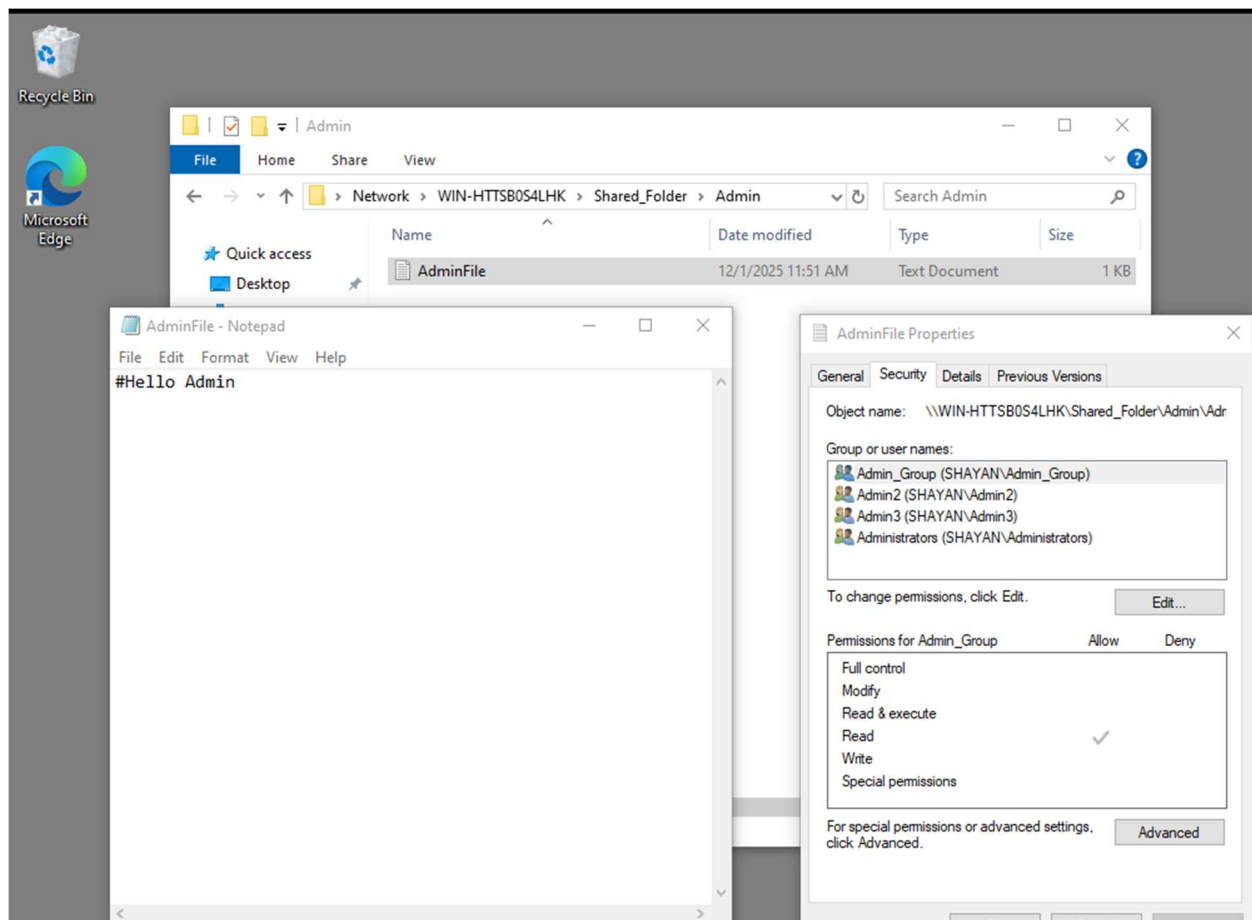 Recycle Bin
Microsoft
Edge
Admin
File Home Share View
Network > WIN-HTTSB0S4LHK > Shared_Folder > Admin
Search Admin
Name Date modified Type Size
Quick access
Desktop
AdminFile 12/1/2025 11:51 AM Text Document 1 KB
AdminFile - Notepad
File Edit Format View Help
#Hello Admin
AdminFile Properties
General Security Details Previous Versions
Object name: \\WIN-HTTSB0S4LHK\Shared_Folder\Admin\Adr
Group or user names:
Admin_Group (SHAYAN\Admin_Group)
Admin2 (SHAYAN\Admin2)
Admin3 (SHAYAN\Admin3)
Administrators (SHAYAN\Administrators)
To change permissions, click Edit.
Edit...
Permissions for Admin_Group Allow Deny
Full control
Modify
Read & execute
Read
Write
Special permissions
For special permissions or advanced settings,
click Advanced.
Advanced